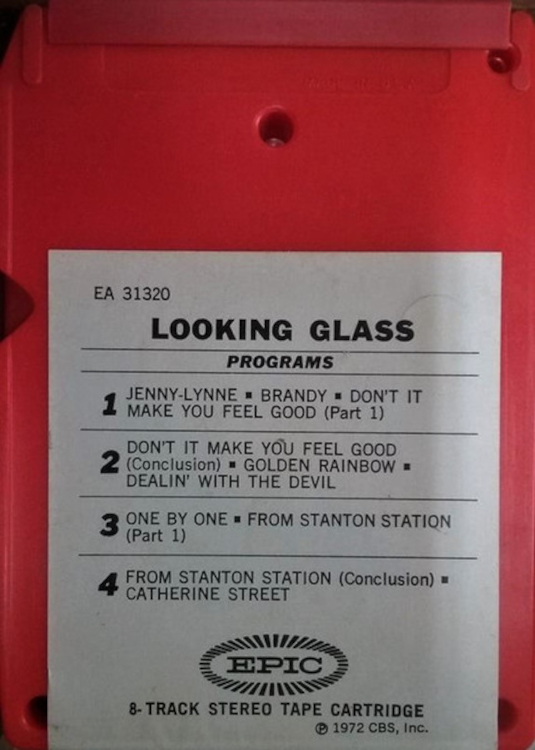 EA 31320
LOOKING GLASS
PROGRAMS
1 JENNY-LYNNE ▪ BRANDY ▪ DON'T IT
MAKE YOU FEEL GOOD (Part 1)
2 DON'T IT MAKE YOU FEEL GOOD
(Conclusion) ▪ GOLDEN RAINBOW ▪
DEALIN' WITH THE DEVIL
3 ONE BY ONE ▪ FROM STANTON STATION
(Part 1)
4 FROM STANTON STATION (Conclusion) ▪
CATHERINE STREET
EPIC
8-TRACK STEREO TAPE CARTRIDGE
℗ 1972 CBS, Inc.